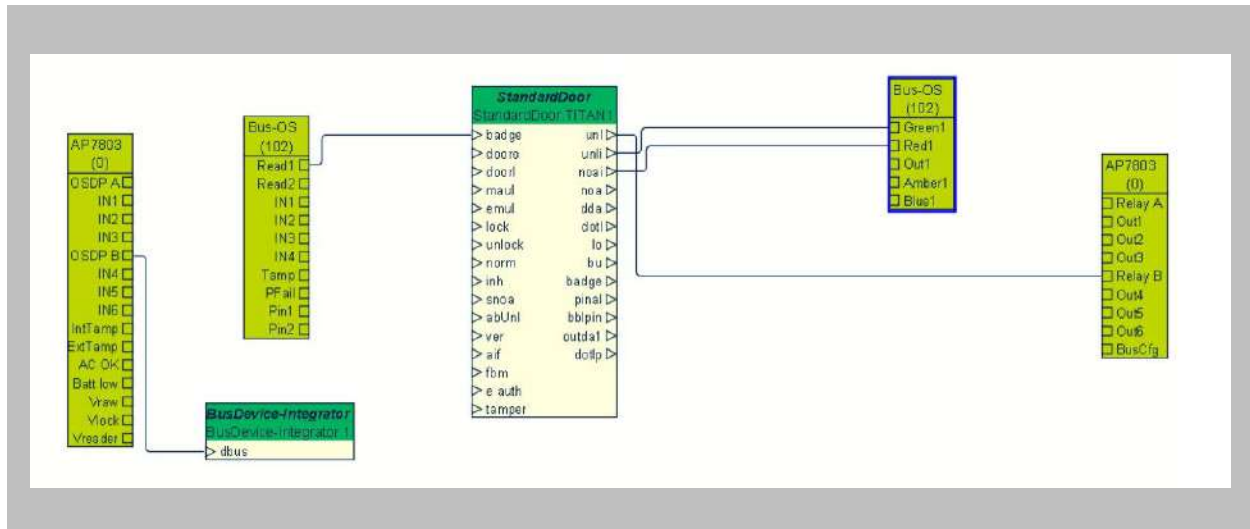 AP7803
(0)
OSDP A
IN1
IN2
IN3
OSDP B
IN4
IN5
IN6
IntTamp
ExtTamp
AC OK
Batt low
Vraw
Vlock
Vreader
Bus-OS
(102)
Read1
Read2
IN1
IN2
IN3
IN4
Tamp
PFail
Pin1
Pin2
BusDevice-Integrator
BusDevice-Integrator.1
dbus
StandardDoor
StandardDoor.TITAN1
badge unl
dooro unli
doorl noai
maul noa
emul dda
lock dotl
unlock lo
norm bu
inh badge
snoa pinal
abUnl bblpin
ver outda1
aif dotlp
fbm
e auth
tamper
Bus-OS
(102)
Green1
Red1
Out1
Amber1
Blue1
AP7803
(0)
Relay A
Out1
Out2
Out3
Relay B
Out4
Out5
Out6
BusCfg